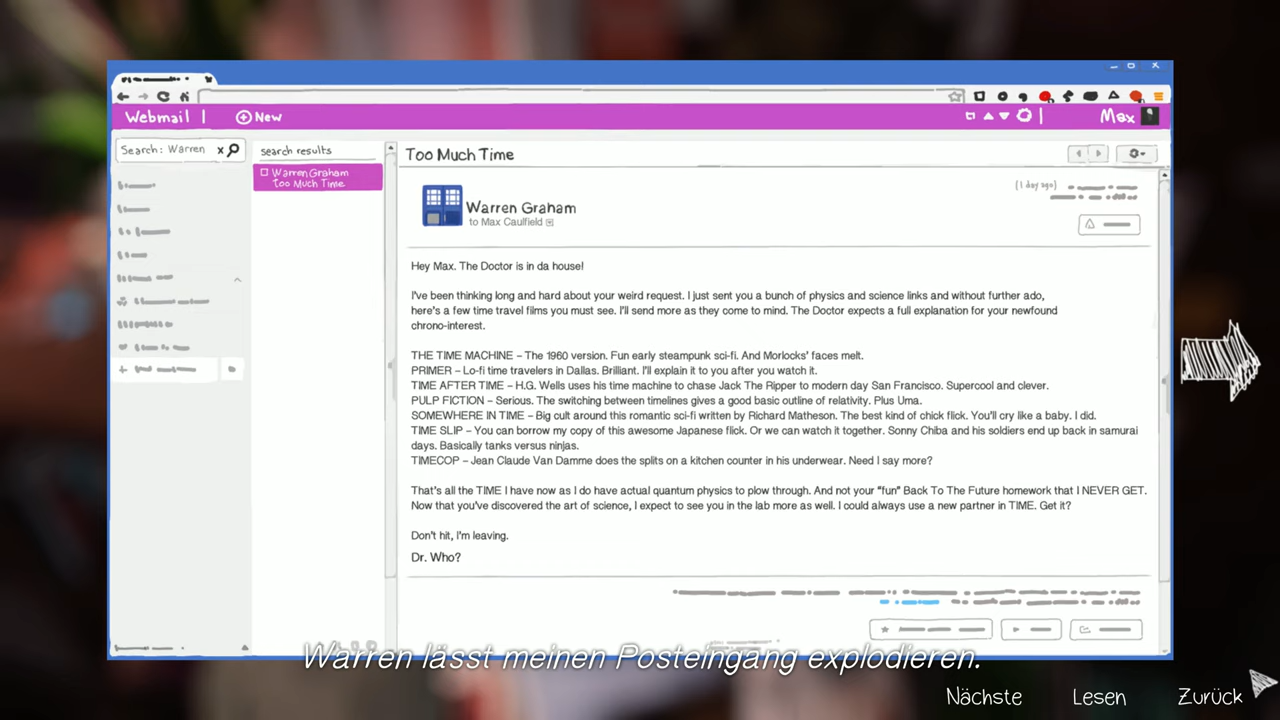 Webmail |
New
Max
Search: Warren x
search results
Warren Graham
Too Much Time
Too Much Time
(1 day ago)
Warren Graham
to Max Caulfield
Hey Max. The Doctor is in da house!
I've been thinking long and hard about your weird request. I just sent you a bunch of physics and science links and without further ado,
here's a few time travel films you must see. I'll send more as they come to mind. The Doctor expects a full explanation for your newfound
chrono-interest.
THE TIME MACHINE – The 1960 version. Fun early steampunk sci-fi. And Morlocks' faces melt.
PRIMER – Lo-fi time travelers in Dallas. Brilliant. I'll explain it to you after you watch it.
TIME AFTER TIME – H.G. Wells uses his time machine to chase Jack The Ripper to modern day San Francisco. Supercool and clever.
PULP FICTION – Serious. The switching between timelines gives a good basic outline of relativity. Plus Uma.
SOMEWHERE IN TIME – Big cult around this romantic sci-fi written by Richard Matheson. The best kind of chick flick. You'll cry like a baby. I did.
TIME SLIP – You can borrow my copy of this awesome Japanese flick. Or we can watch it together. Sonny Chiba and his soldiers end up back in samurai
days. Basically tanks versus ninjas.
TIMECOP – Jean Claude Van Damme does the splits on a kitchen counter in his underwear. Need I say more?
That's all the TIME I have now as I do have actual quantum physics to plow through. And not your "fun" Back To The Future homework that I NEVER GET.
Now that you've discovered the art of science, I expect to see you in the lab more as well. I could always use a new partner in TIME. Get it?
Don't hit, I'm leaving.
Dr. Who?
Warren lässt meinen Posteingang explodieren.
Nächste Lesen Zurück